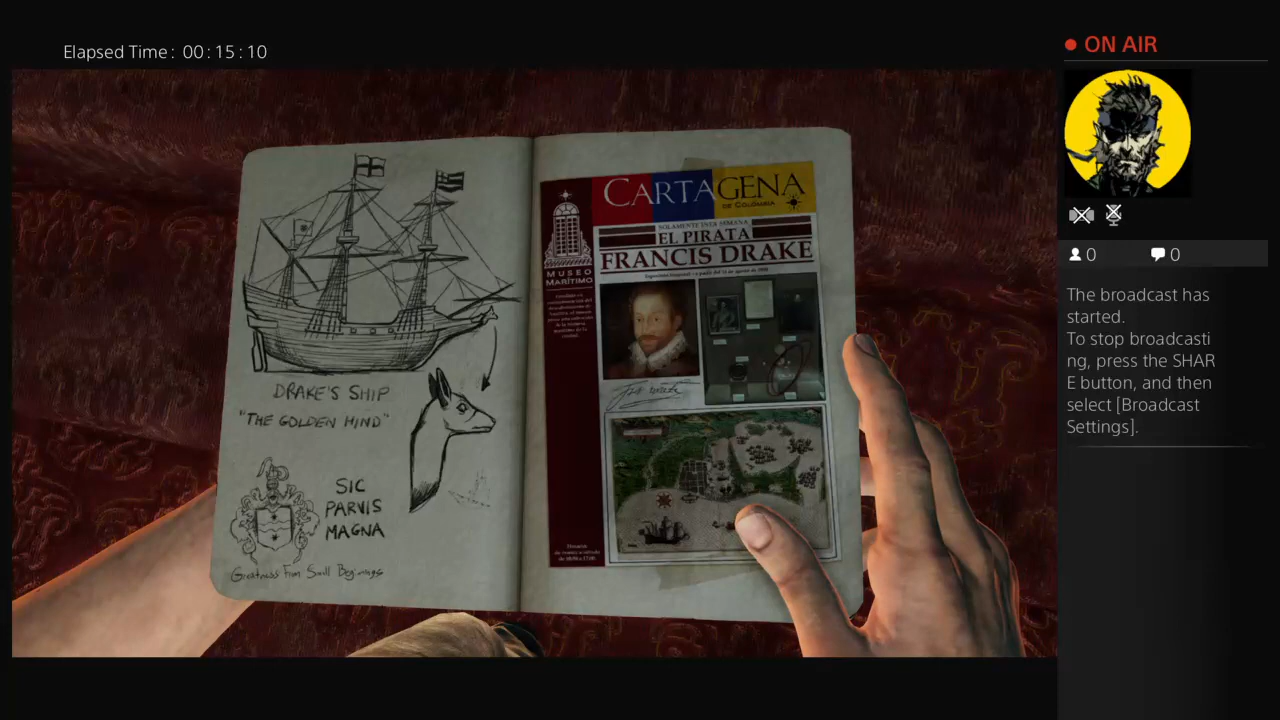 Elapsed Time: 00:15:10
ON AIR
0
0
The broadcast has
started.
To stop broadcasti
ng, press the SHAR
E button, and then
select [Broadcast
Settings].
DRAKE'S SHIP
"THE GOLDEN HIND"
SIC
PARVIS
MAGNA
Greatness From Small Beginnings
CARTAGENA
DE COLOMBIA
SOLAMENTE UNA SEMANA
EL PIRATA
FRANCIS DRAKE
MUSEO
MARÍTIMO